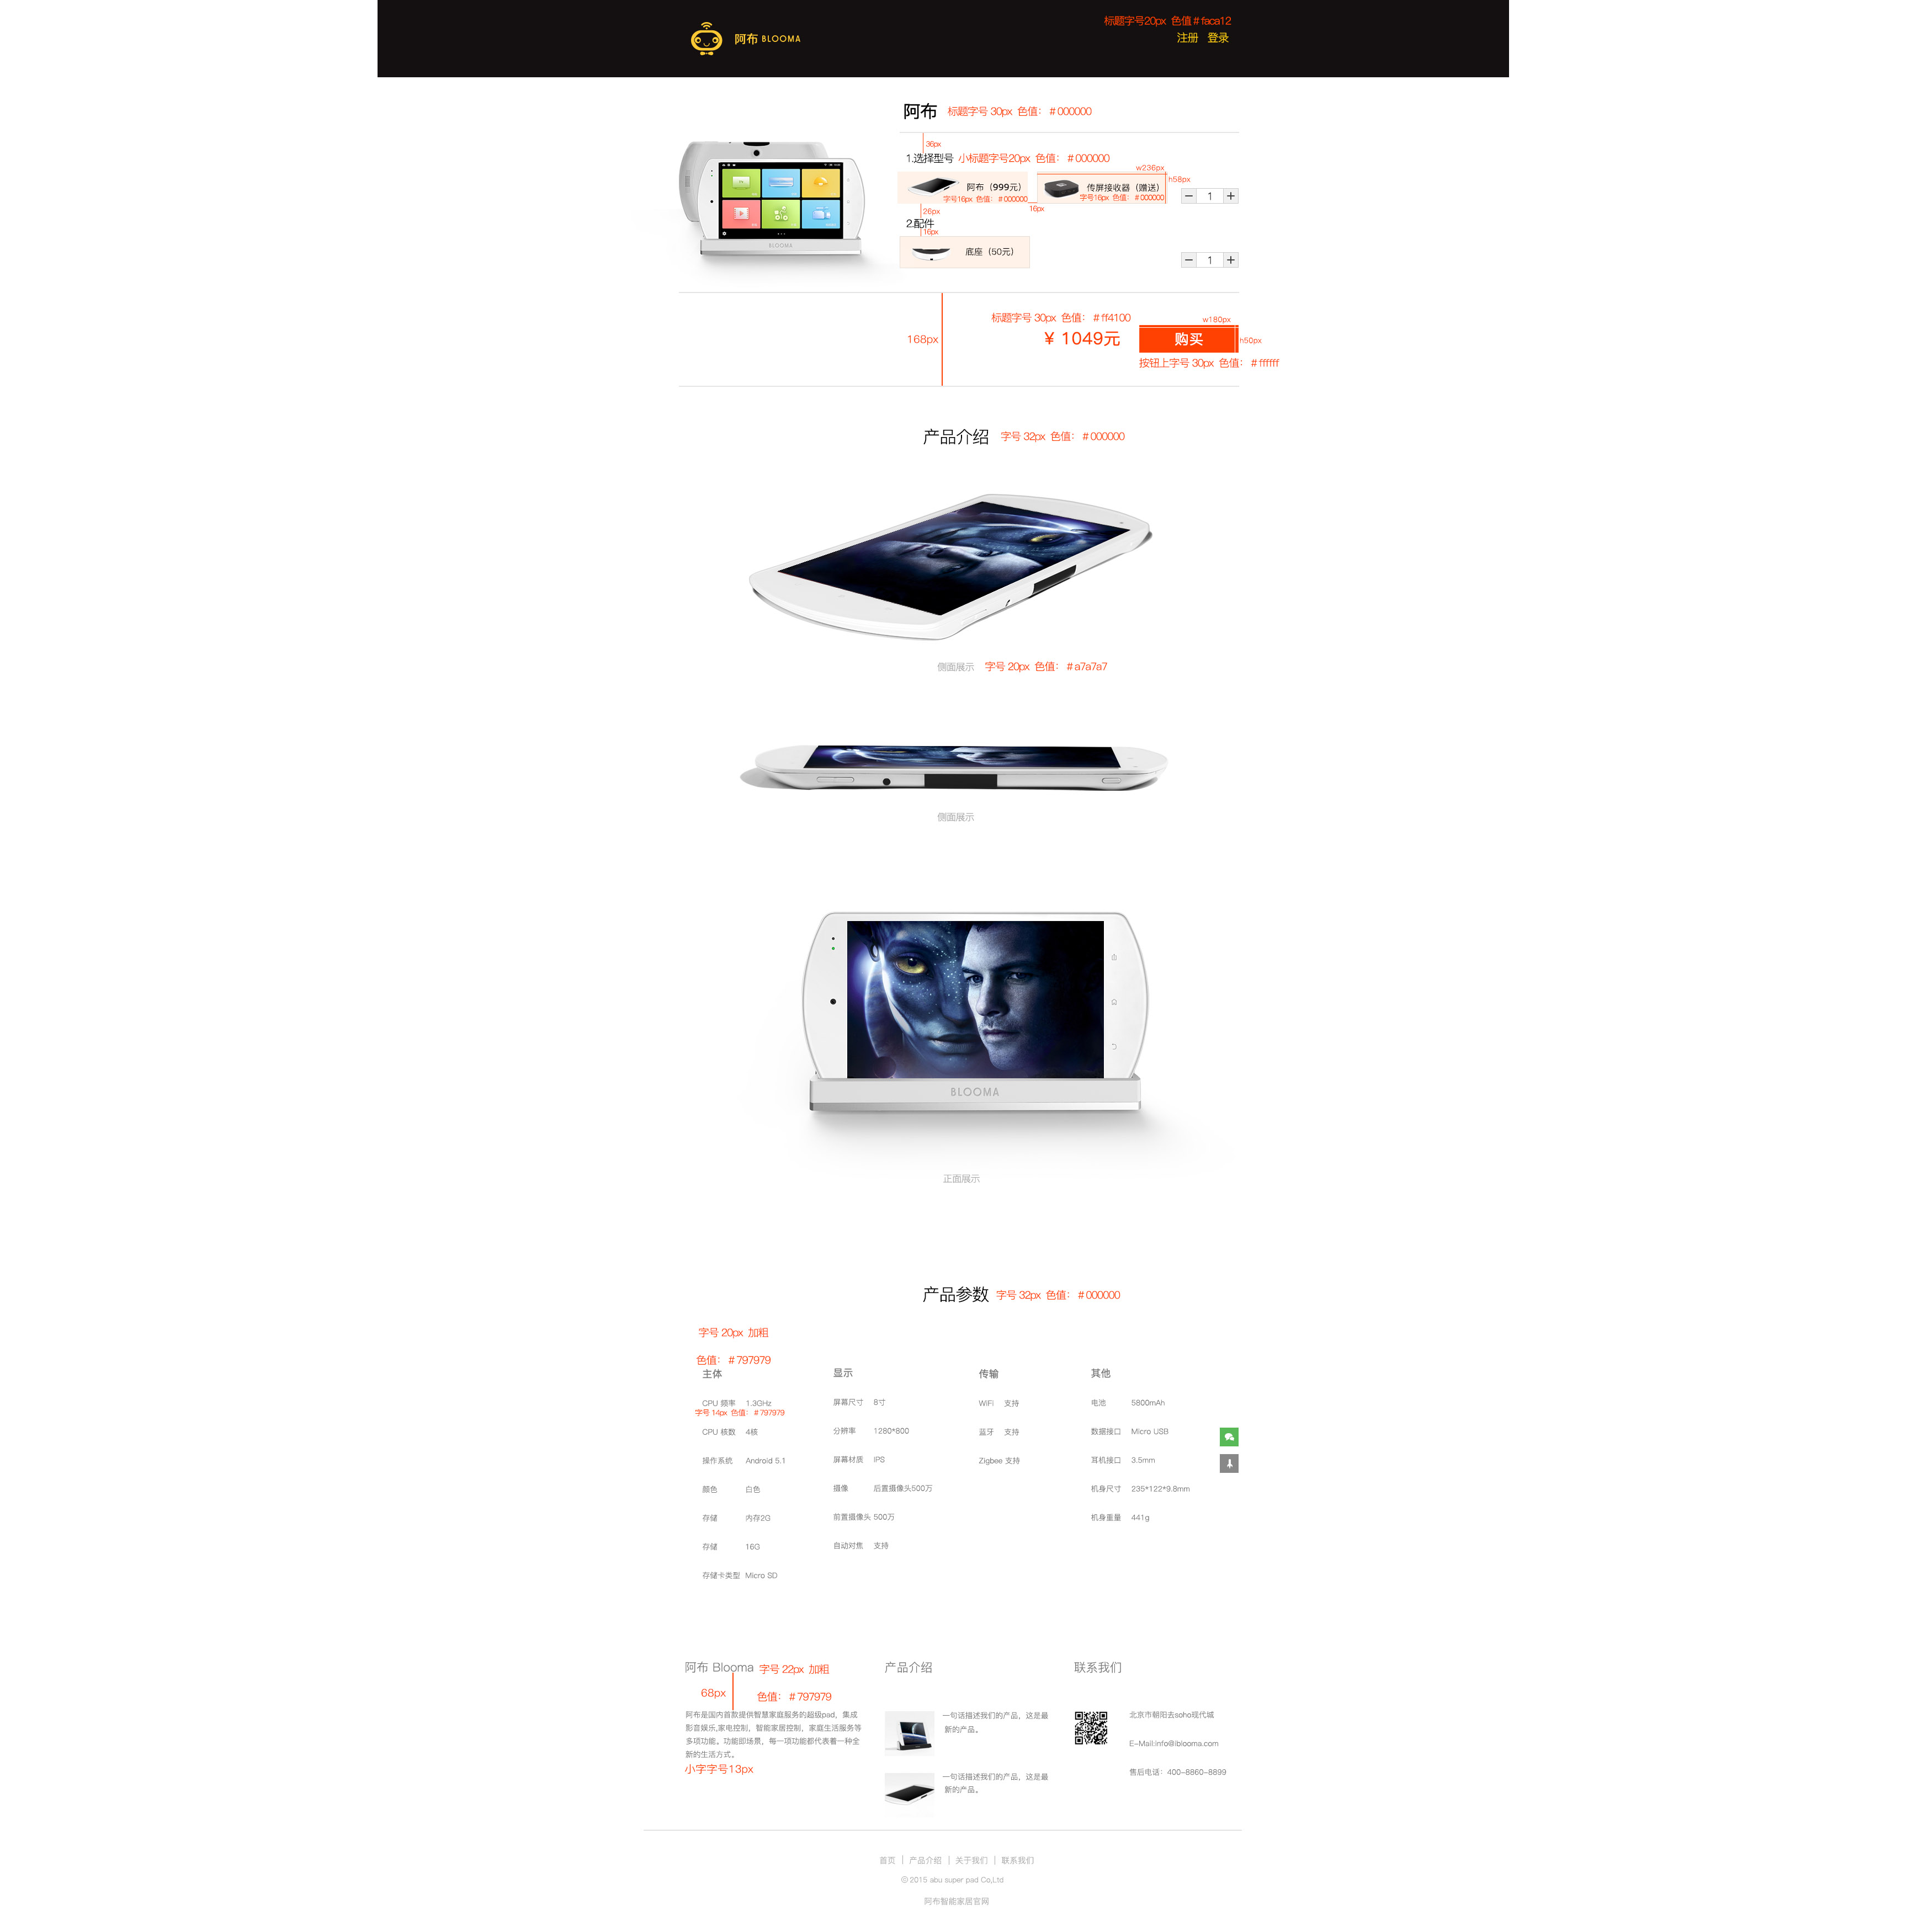 标题字号20px 色值#faca12
阿布 BLOOMA
注册 登录
阿布 标题字号 30px 色值：#000000
36px
1.选择型号 小标题字号20px 色值：#000000
w236px
h58px
阿布（999元）
字号16px 色值：#000000
传屏接收器（赠送）
字号16px 色值：#000000
1
16px
26px
2.配件
16px
底座（50元）
1
BLOOMA
标题字号 30px 色值：#ff4100
w180px
168px
¥ 1049元
购买
h50px
按钮上字号 30px 色值：#ffffff
产品介绍 字号 32px 色值：#000000
侧面展示 字号 20px 色值：#a7a7a7
侧面展示
BLOOMA
正面展示
产品参数 字号 32px 色值：#000000
字号 20px 加粗
色值：#797979
主体
CPU 频率 1.3GHz
字号 14px 色值：#797979
CPU 核数 4核
操作系统 Android 5.1
颜色 白色
存储 内存2G
存储 16G
存储卡类型 Micro SD
显示
屏幕尺寸 8寸
分辨率 1280*800
屏幕材质 IPS
摄像 后置摄像头500万
前置摄像头 500万
自动对焦 支持
传输
WiFi 支持
蓝牙 支持
Zigbee 支持
其他
电池 5800mAh
数据接口 Micro USB
耳机接口 3.5mm
机身尺寸 235*122*9.8mm
机身重量 441g
阿布 Blooma 字号 22px 加粗
68px
色值：#797979
阿布是国内首款提供智慧家庭服务的超级pad，集成
影音娱乐,家电控制，智能家居控制，家庭生活服务等
多项功能。功能即场景，每一项功能都代表着一种全
新的生活方式。
小字字号13px
产品介绍
一句话描述我们的产品，这是最
新的产品。
一句话描述我们的产品，这是最
新的产品。
联系我们
北京市朝阳去soho现代城
E-Mail:info@iblooma.com
售后电话：400-8860-8899
首页 | 产品介绍 | 关于我们 | 联系我们
©2015 abu super pad Co,Ltd
阿布智能家居官网